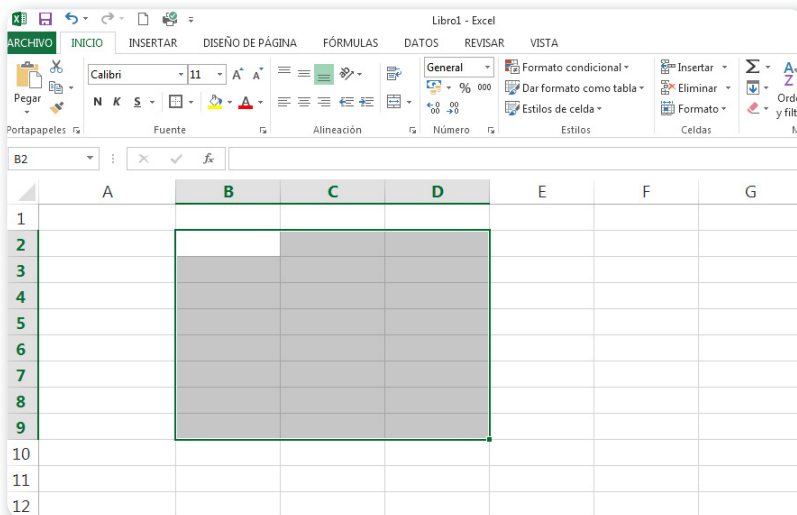 Libro1 - Excel
ARCHIVO INICIO INSERTAR DISEÑO DE PÁGINA FÓRMULAS DATOS REVISAR VISTA
Calibri 11 A A General Formato condicional Insertar Σ
Pegar % 000 Dar formato como tabla Eliminar Orde
N K S A Estilos de celda Formato y filt
Portapapeles Fuente Alineación Número Estilos Celdas
B2 fx
A B C D E F G
1
2
3
4
5
6
7
8
9
10
11
12